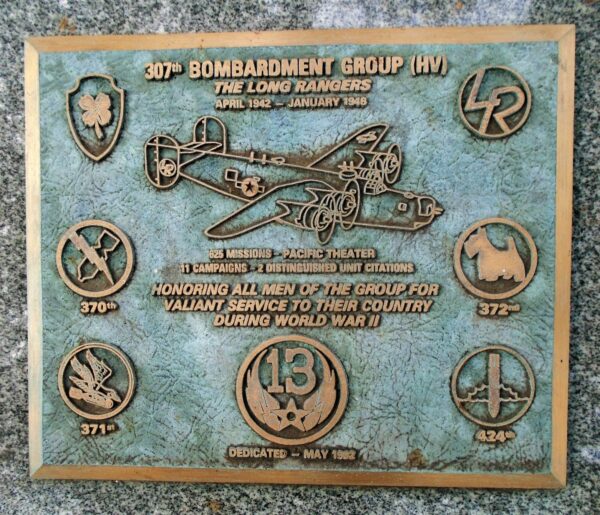 307th BOMBARDMENT GROUP (HV)
THE LONG RANGERS
APRIL 1942 – JANUARY 1946
LR
625 MISSIONS - PACIFIC THEATER
11 CAMPAIGNS - 2 DISTINGUISHED UNIT CITATIONS
HONORING ALL MEN OF THE GROUP FOR
VALIANT SERVICE TO THEIR COUNTRY
DURING WORLD WAR II
370th
372nd
371st
13
424th
DEDICATED – MAY 1992